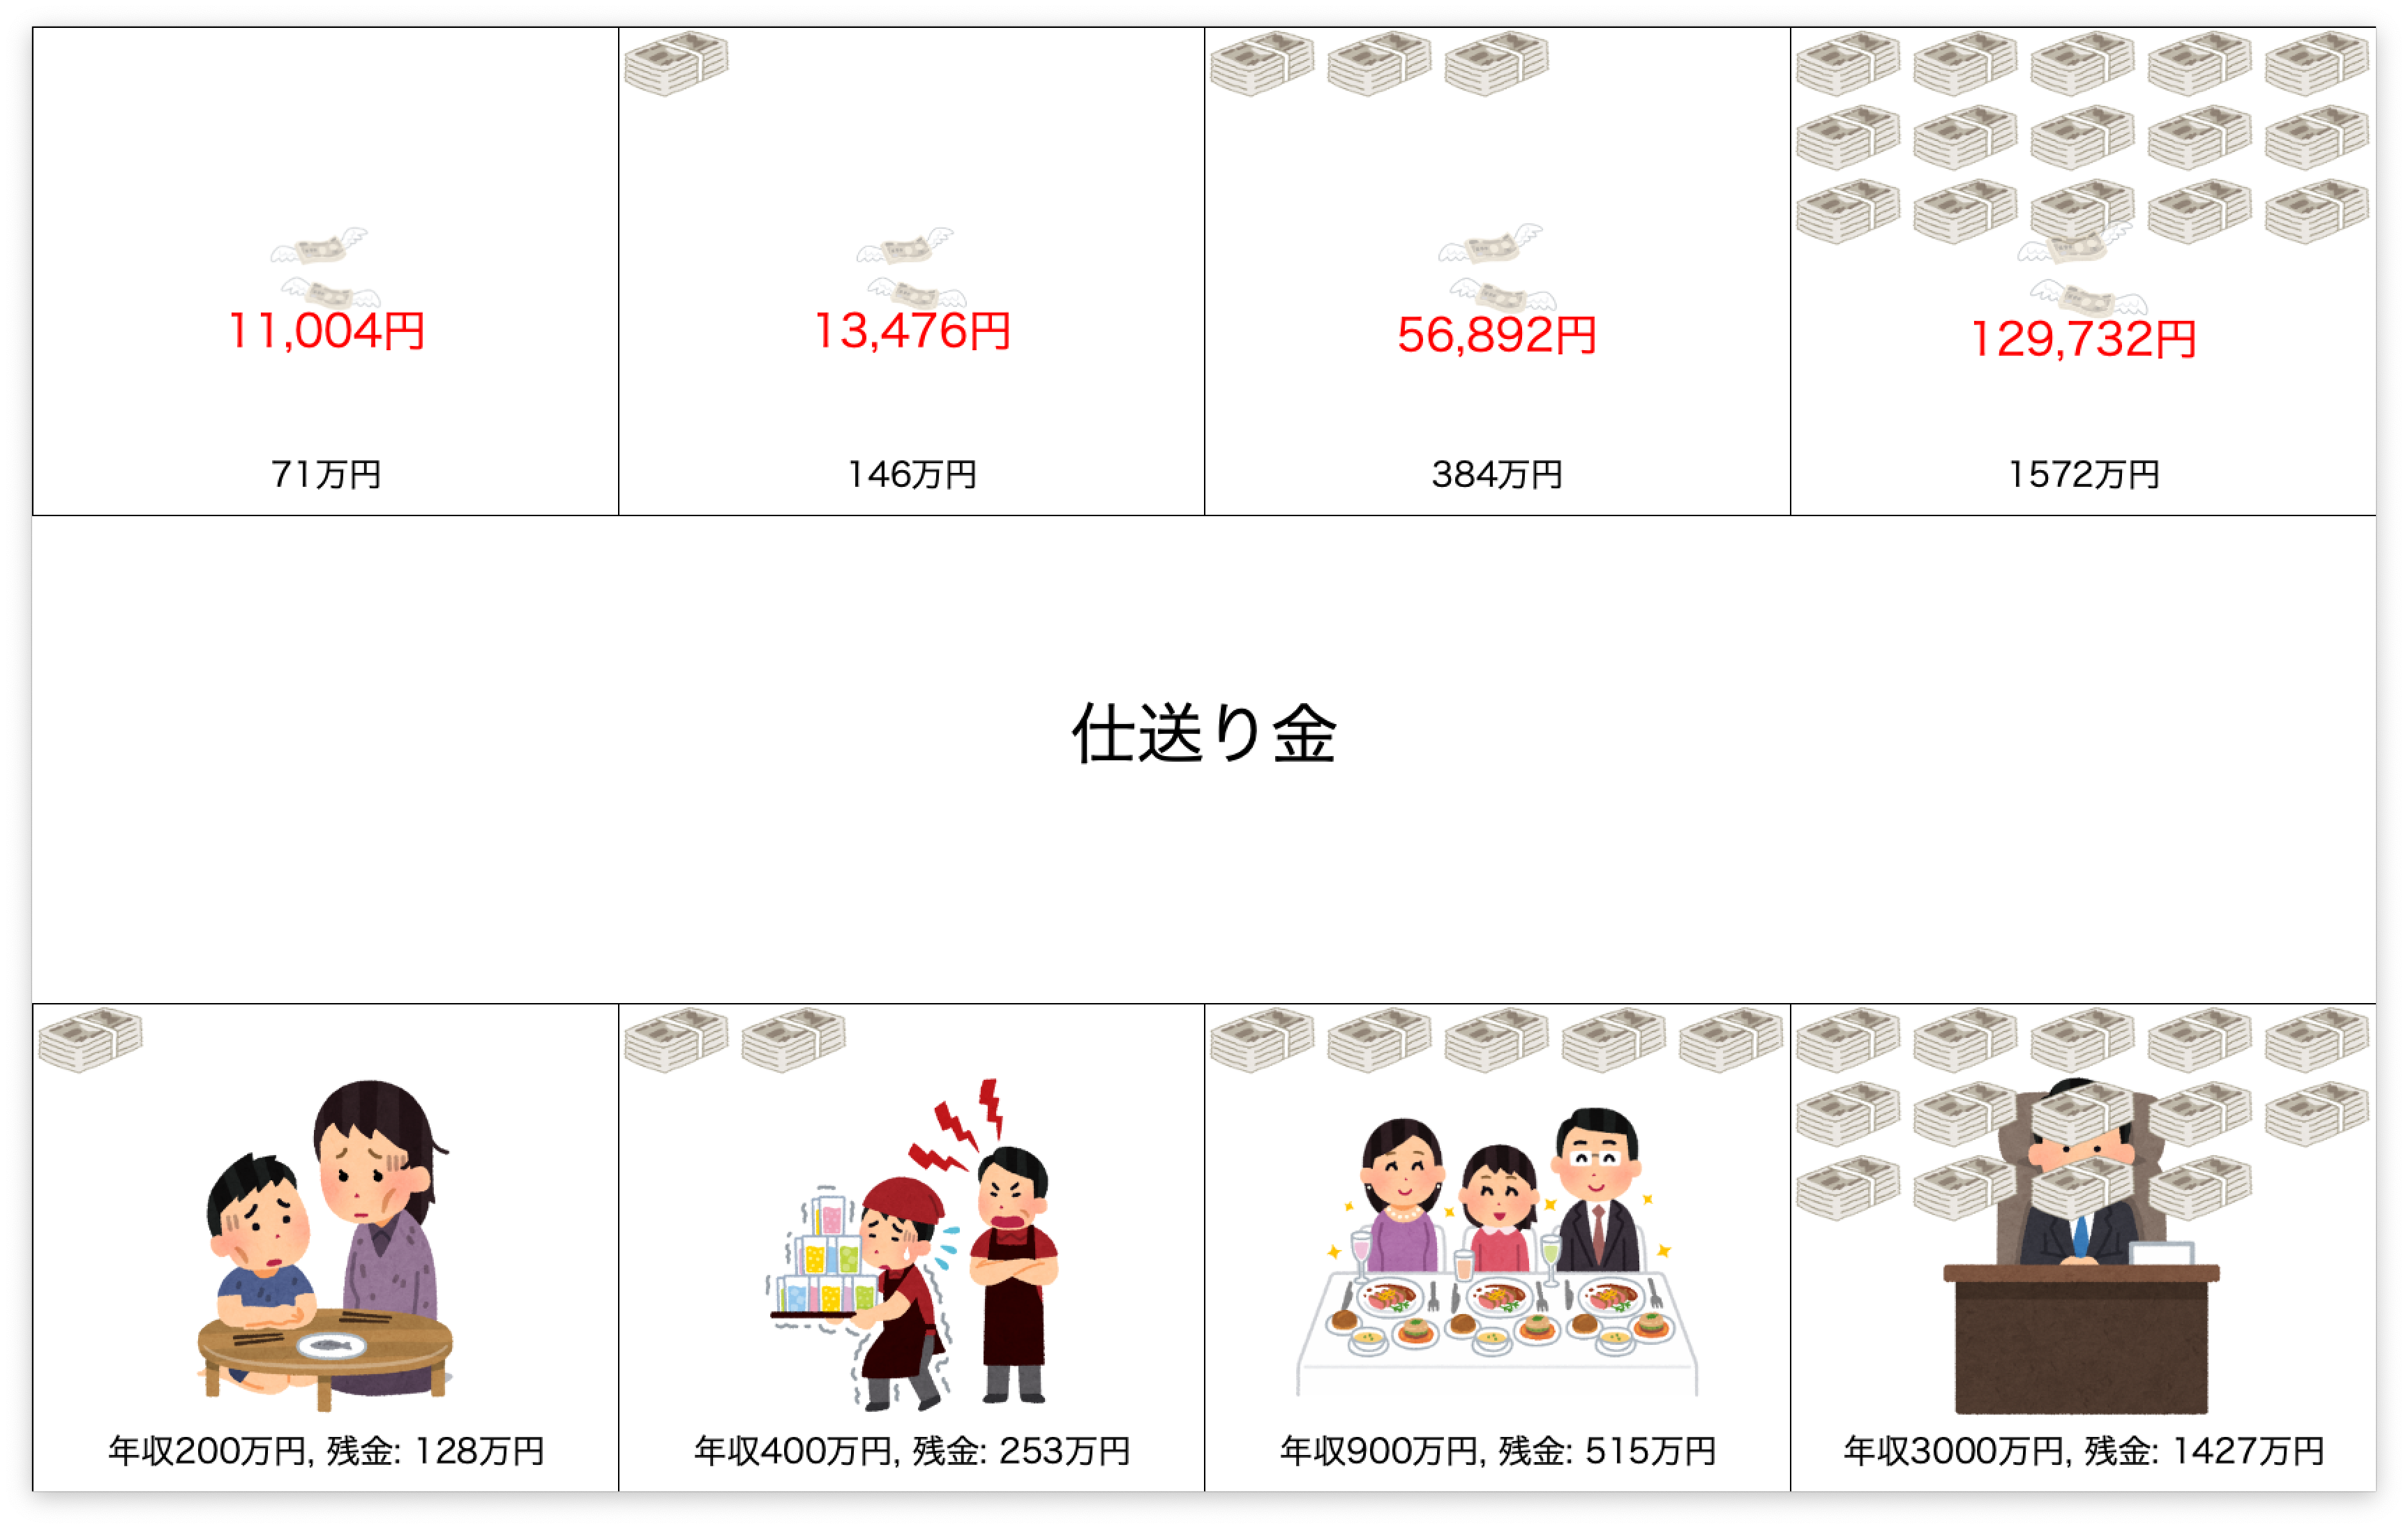 11,004円
13,476円
56,892円
129,732円
71万円
146万円
384万円
1572万円
仕送り金
年収200万円, 残金: 128万円
年収400万円, 残金: 253万円
年収900万円, 残金: 515万円
年収3000万円, 残金: 1427万円